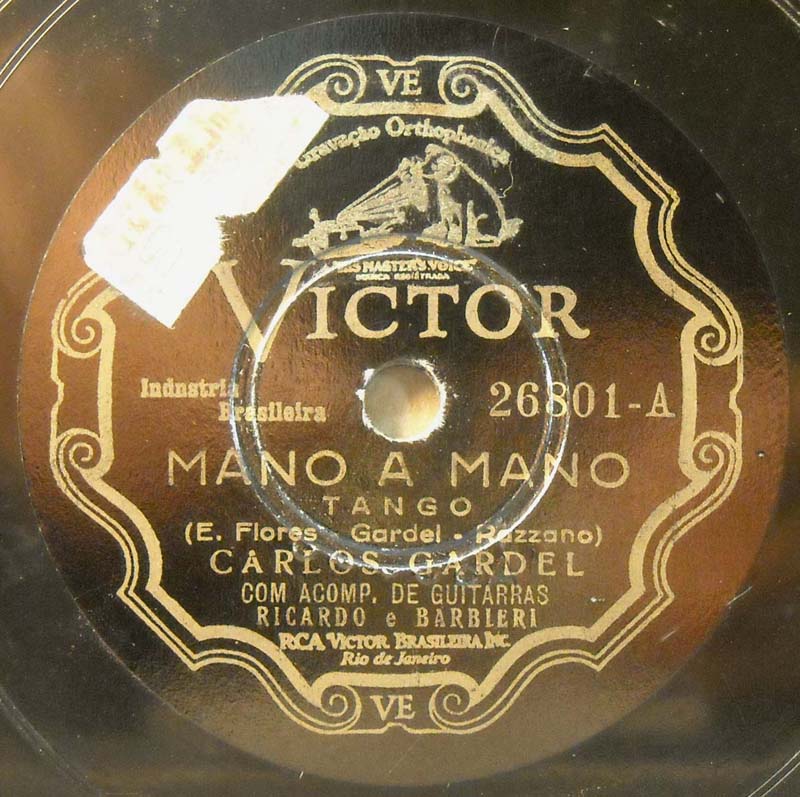 VE
Gravação Orthophonica
"HIS MASTER'S VOICE"
MARCA REGISTRADA
VICTOR
Industria
Brasileira
26801-A
MANO A MANO
TANGO
(E. Flores - Gardel - Razzano)
CARLOS GARDEL
COM ACOMP. DE GUITARRAS
RICARDO e BARBIERI
RCA VICTOR BRASILEIRA INC.
Rio de Janeiro
VE